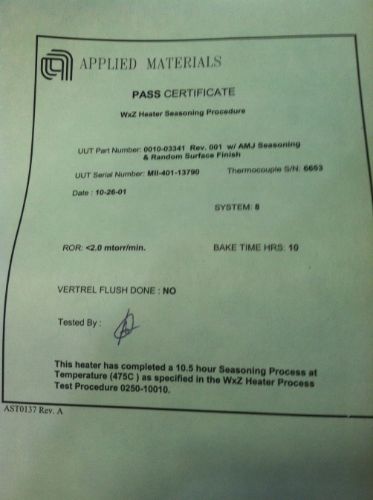 APPLIED MATERIALS
PASS CERTIFICATE
WxZ Heater Seasoning Procedure
UUT Part Number: 0010-03341 Rev. 001 w/ AMJ Seasoning
& Random Surface Finish
UUT Serial Number: MII-401-13790 Thermocouple S/N: 6653
Date : 10-26-01
SYSTEM: 8
ROR: <2.0 mtorr/min. BAKE TIME HRS: 10
VERTREL FLUSH DONE : NO
Tested By :
This heater has completed a 10.5 hour Seasoning Process at
Temperature (475C ) as specified in the WxZ Heater Process
Test Procedure 0250-10010.
AST0137 Rev. A